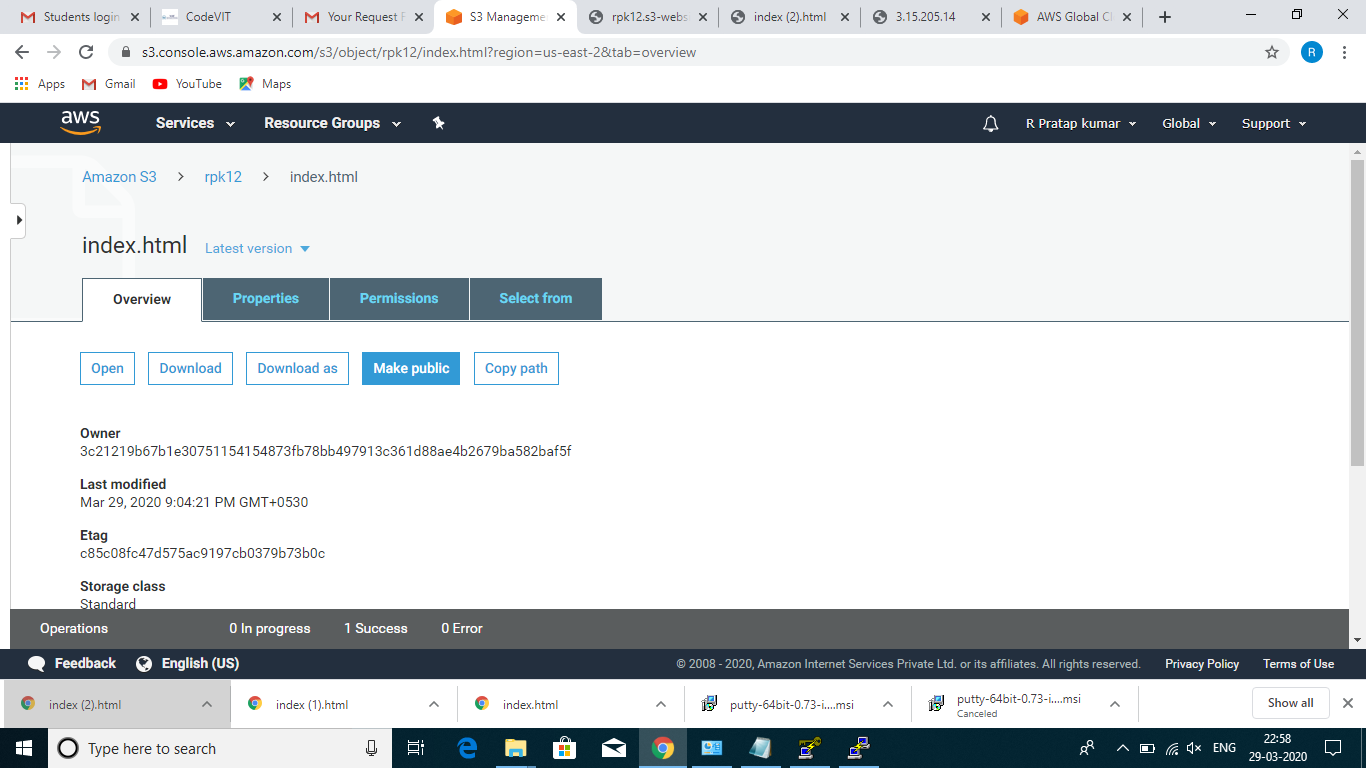 Students login
CodeVIT
Your Request F
S3 Manageme
rpk12.s3-webs
index (2).html
3.15.205.14
AWS Global Cl
s3.console.aws.amazon.com/s3/object/rpk12/index.html?region=us-east-2&tab=overview
R
Apps
Gmail
YouTube
Maps
aws
Services
Resource Groups
R Pratap kumar
Global
Support
Amazon S3 > rpk12 > index.html
index.html Latest version
Overview
Properties
Permissions
Select from
Open
Download
Download as
Make public
Copy path
Owner
3c21219b67b1e30751154154873fb78bb497913c361d88ae4b2679ba582baf5f
Last modified
Mar 29, 2020 9:04:21 PM GMT+0530
Etag
c85c08fc47d575ac9197cb0379b73b0c
Storage class
Standard
Operations
0 In progress
1 Success
0 Error
Feedback
English (US)
© 2008 - 2020, Amazon Internet Services Private Ltd. or its affiliates. All rights reserved.
Privacy Policy
Terms of Use
index (2).html
index (1).html
index.html
putty-64bit-0.73-i....msi
putty-64bit-0.73-i....msi
Canceled
Show all
Type here to search
ENG
22:58
29-03-2020